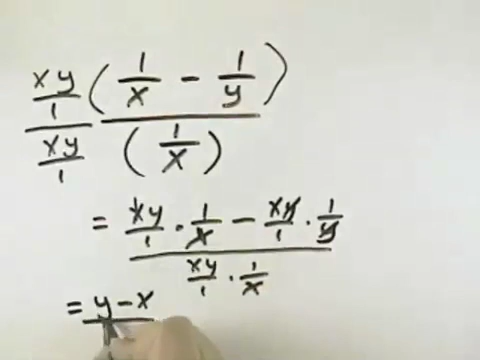 xy/1 / xy/1 (1/x - 1/y) / (1/x)
= xy/1 · 1/x - xy/1 · 1/y / xy/1 · 1/x
= y - x /